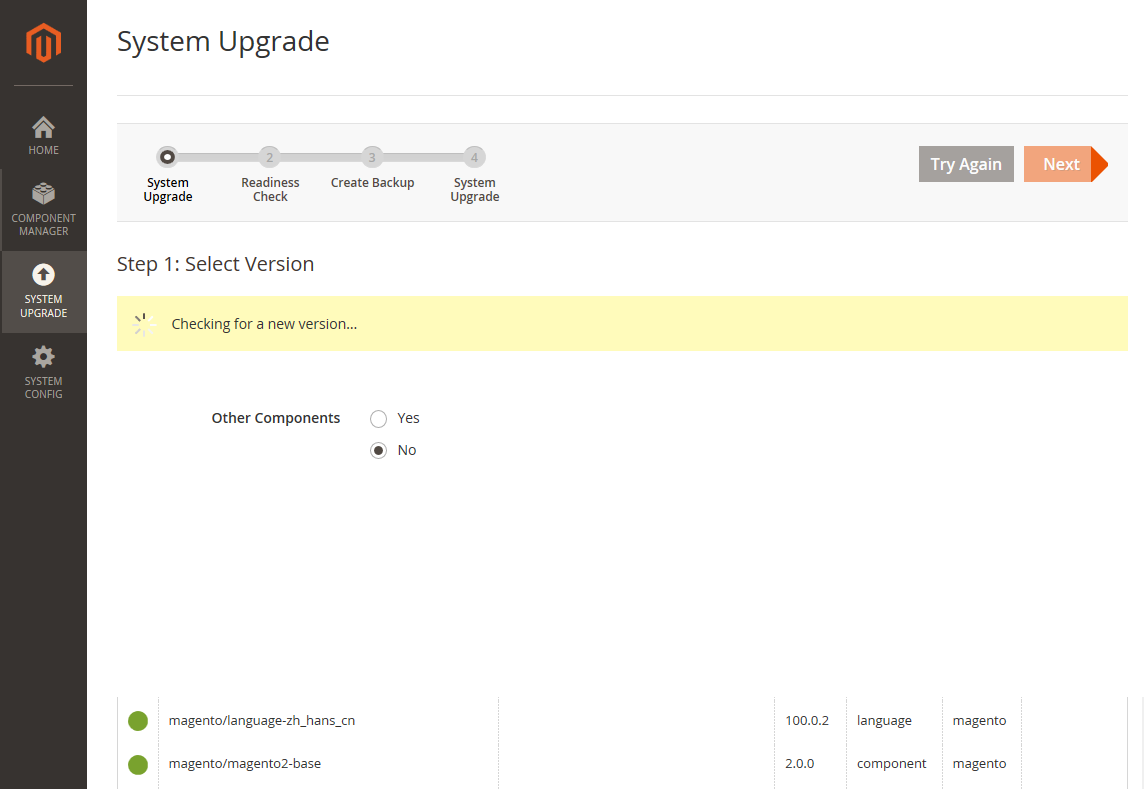 System Upgrade
HOME
COMPONENT
MANAGER
SYSTEM
UPGRADE
SYSTEM
CONFIG
2
3
4
System
Upgrade
Readiness
Check
Create Backup
System
Upgrade
Try Again
Next
Step 1: Select Version
Checking for a new version...
Other Components
Yes
No
magento/language-zh_hans_cn 100.0.2 language magento
magento/magento2-base 2.0.0 component magento